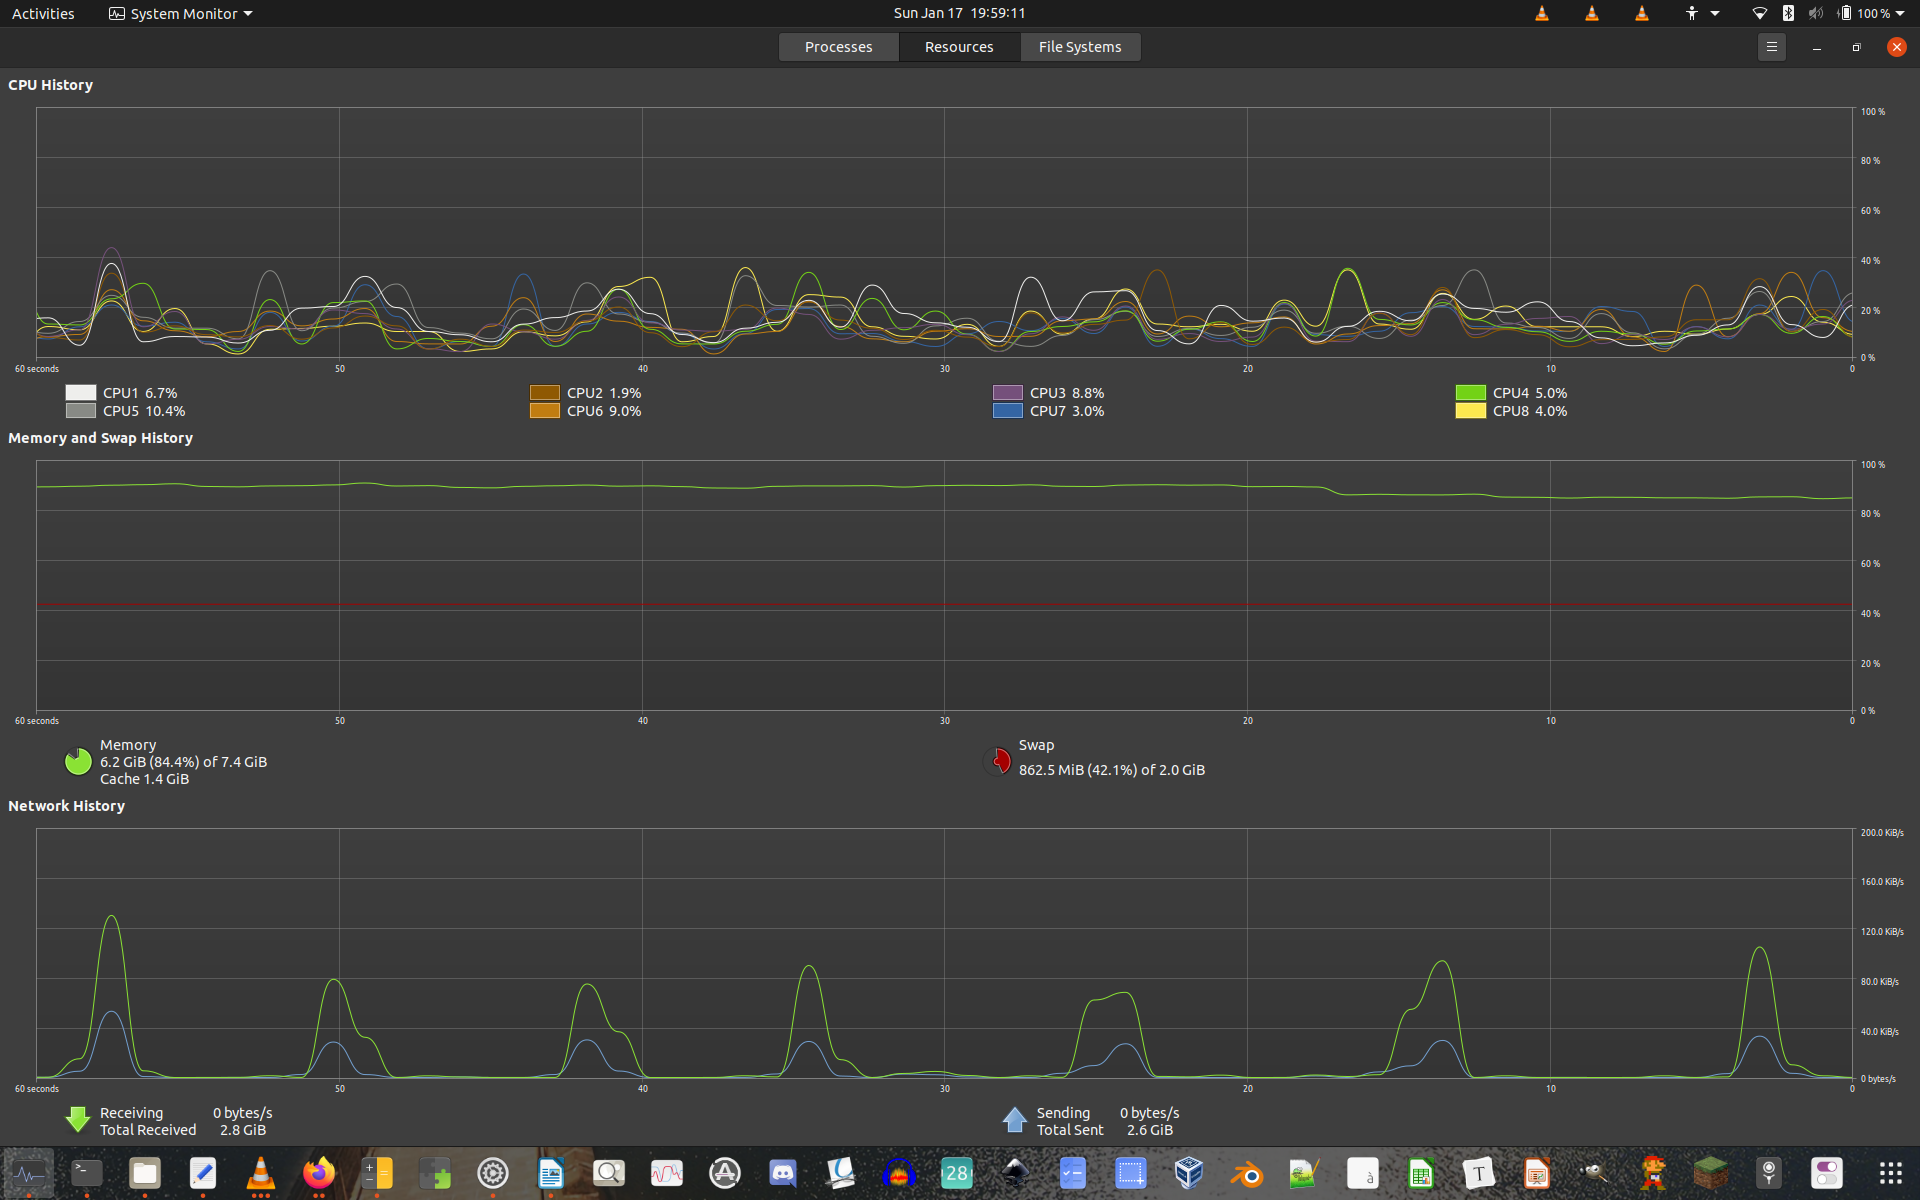 Activities System Monitor Sun Jan 17 19:59:11 100 %
Processes Resources File Systems
CPU History
100 %
80 %
60 %
40 %
20 %
0 %
60 seconds 50 40 30 20 10 0
CPU1 6.7% CPU2 1.9% CPU3 8.8% CPU4 5.0%
CPU5 10.4% CPU6 9.0% CPU7 3.0% CPU8 4.0%
Memory and Swap History
100 %
80 %
60 %
40 %
20 %
0 %
60 seconds 50 40 30 20 10 0
Memory Swap
6.2 GiB (84.4%) of 7.4 GiB 862.5 MiB (42.1%) of 2.0 GiB
Cache 1.4 GiB
Network History
200.0 KiB/s
160.0 KiB/s
120.0 KiB/s
80.0 KiB/s
40.0 KiB/s
0 bytes/s
60 seconds 50 40 30 20 10 0
Receiving 0 bytes/s Sending 0 bytes/s
Total Received 2.8 GiB Total Sent 2.6 GiB
>_ 28 à T